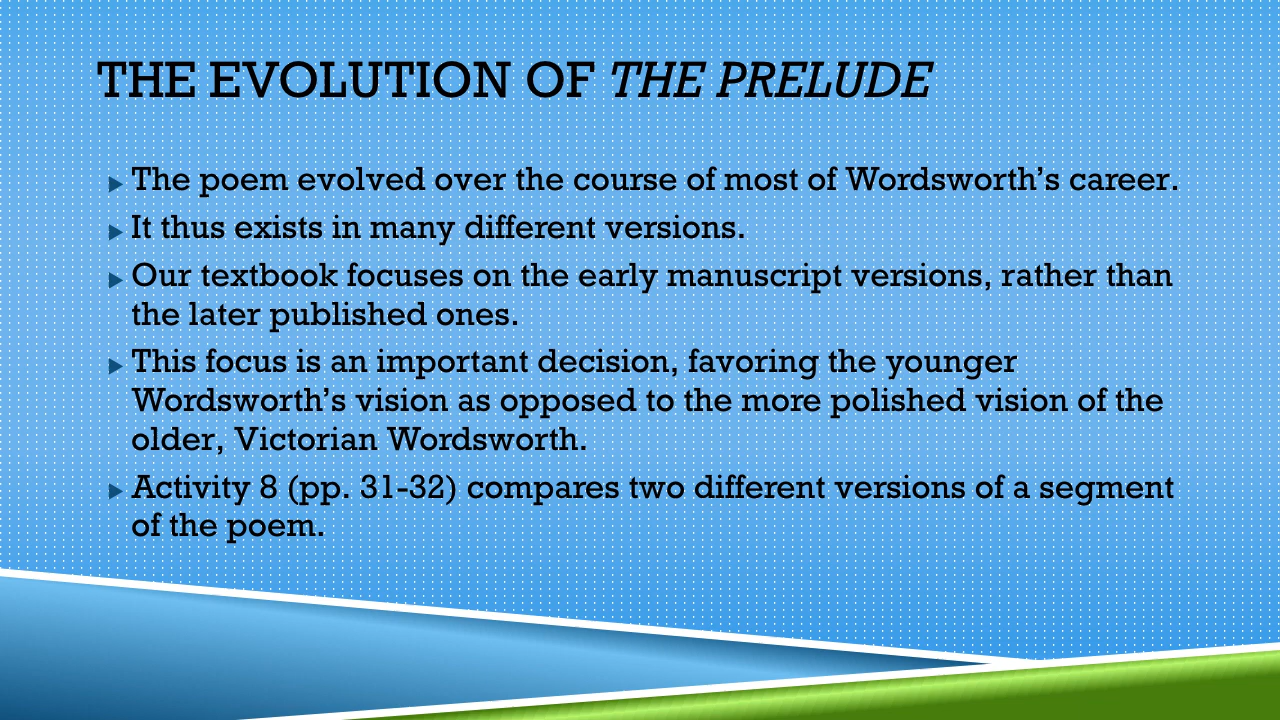 THE EVOLUTION OF THE PRELUDE
The poem evolved over the course of most of Wordsworth’s career.
It thus exists in many different versions.
Our textbook focuses on the early manuscript versions, rather than
the later published ones.
This focus is an important decision, favoring the younger
Wordsworth’s vision as opposed to the more polished vision of the
older, Victorian Wordsworth.
Activity 8 (pp. 31-32) compares two different versions of a segment
of the poem.